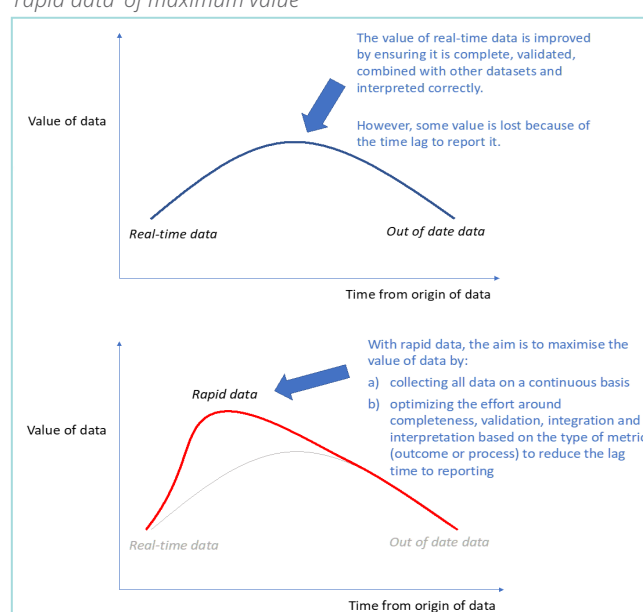 'rapid data' of maximum value
The value of real-time data is improved
by ensuring it is complete, validated,
combined with other datasets and
interpreted correctly.
However, some value is lost because of
the time lag to report it.
Value of data
Real-time data
Out of date data
Time from origin of data
With rapid data, the aim is to maximise the
value of data by:
a) collecting all data on a continuous basis
b) optimizing the effort around
completeness, validation, integration and
interpretation based on the type of metric
(outcome or process) to reduce the lag
time to reporting
Rapid data
Value of data
Real-time data
Out of date data
Time from origin of data